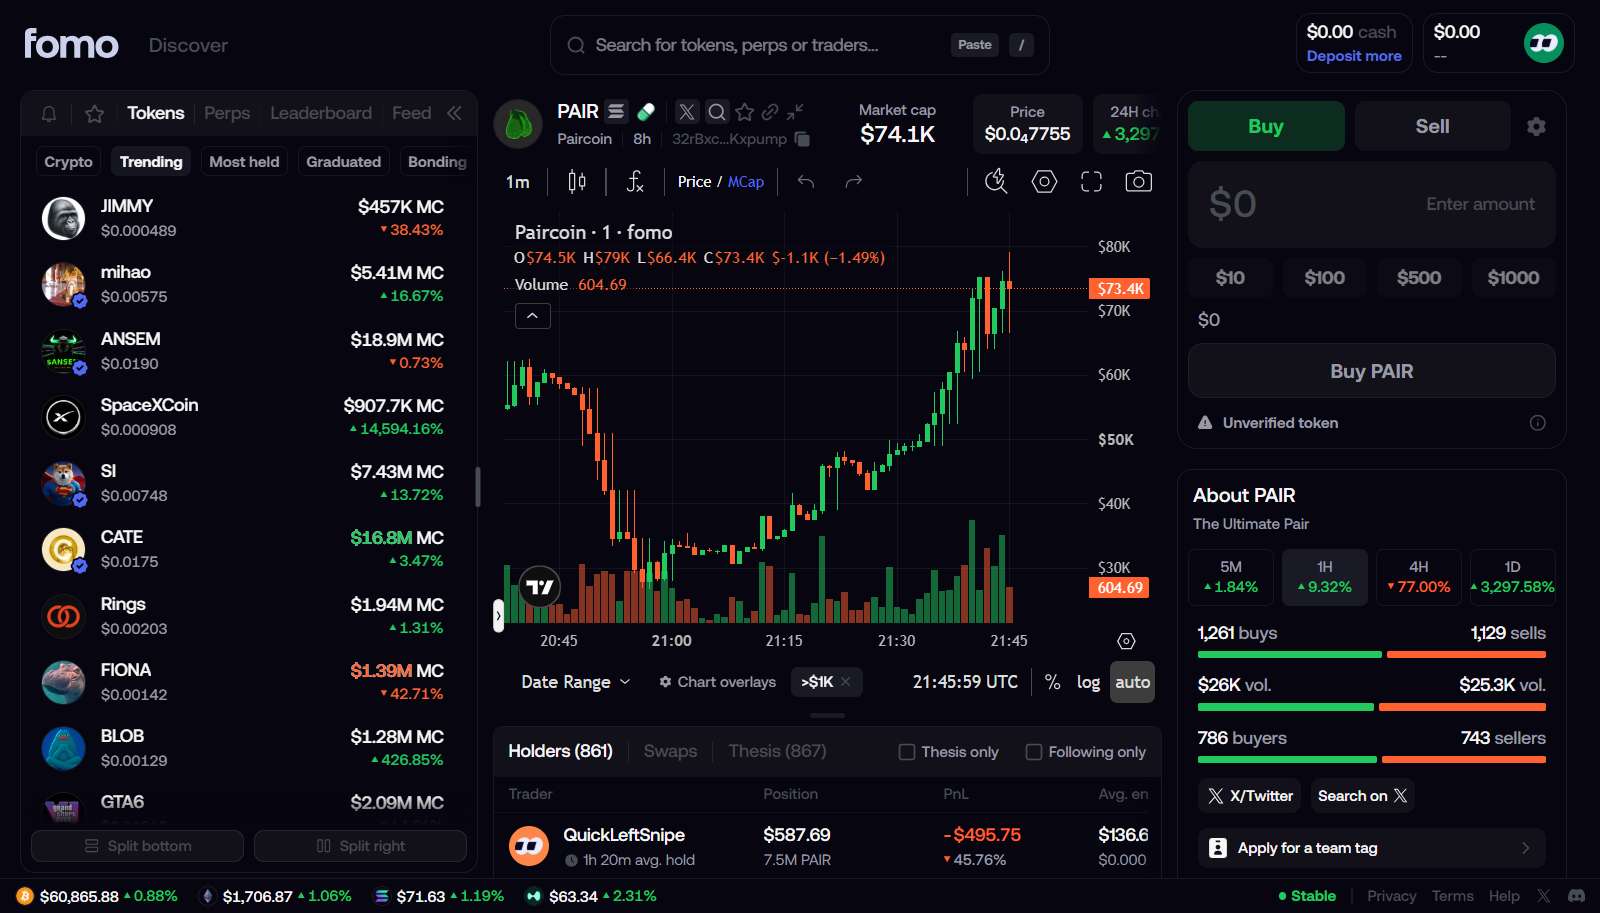 fomo Discover
Search for tokens, perps or traders... Paste /
$0.00 cash
Deposit more
$0.00
--
Tokens Perps Leaderboard Feed
Crypto Trending Most held Graduated Bonding
JIMMY $457K MC
$0.000489 38.43%
mihao $5.41M MC
$0.00575 16.67%
ANSEM $18.9M MC
$0.0190 0.73%
SpaceXCoin $907.7K MC
$0.000908 14,594.16%
SI $7.43M MC
$0.00748 13.72%
CATE $16.8M MC
$0.0175 3.47%
Rings $1.94M MC
$0.00203 1.31%
FIONA $1.39M MC
$0.00142 42.71%
BLOB $1.28M MC
$0.00129 426.85%
GTA6 $2.09M MC
Split bottom Split right
PAIR
Paircoin 8h 32rBxc...Kxpump
Market cap
$74.1K
Price
$0.0₄7755
24H ch
3,297
1m Price / MCap
Paircoin · 1 · fomo
O$74.5K H$79K L$66.4K C$73.4K $-1.1K (−1.49%)
Volume 604.69
$80K
$73.4K
$70K
$60K
$50K
$40K
$30K
604.69
20:45 21:00 21:15 21:30 21:45
Date Range Chart overlays >$1K 21:45:59 UTC % log auto
Holders (861) Swaps Thesis (867) Thesis only Following only
Trader Position PnL Avg. en
QuickLeftSnipe $587.69 -$495.75 $136.6
1h 20m avg. hold 7.5M PAIR 45.76% $0.000
Buy Sell
$0 Enter amount
$10 $100 $500 $1000
$0
Buy PAIR
Unverified token
About PAIR
The Ultimate Pair
5M 1H 4H 1D
1.84% 9.32% 77.00% 3,297.58%
1,261 buys 1,129 sells
$26K vol. $25.3K vol.
786 buyers 743 sellers
X/Twitter Search on X
Apply for a team tag
$60,865.88 0.88% $1,706.87 1.06% $71.63 1.19% $63.34 2.31%
Stable Privacy Terms Help